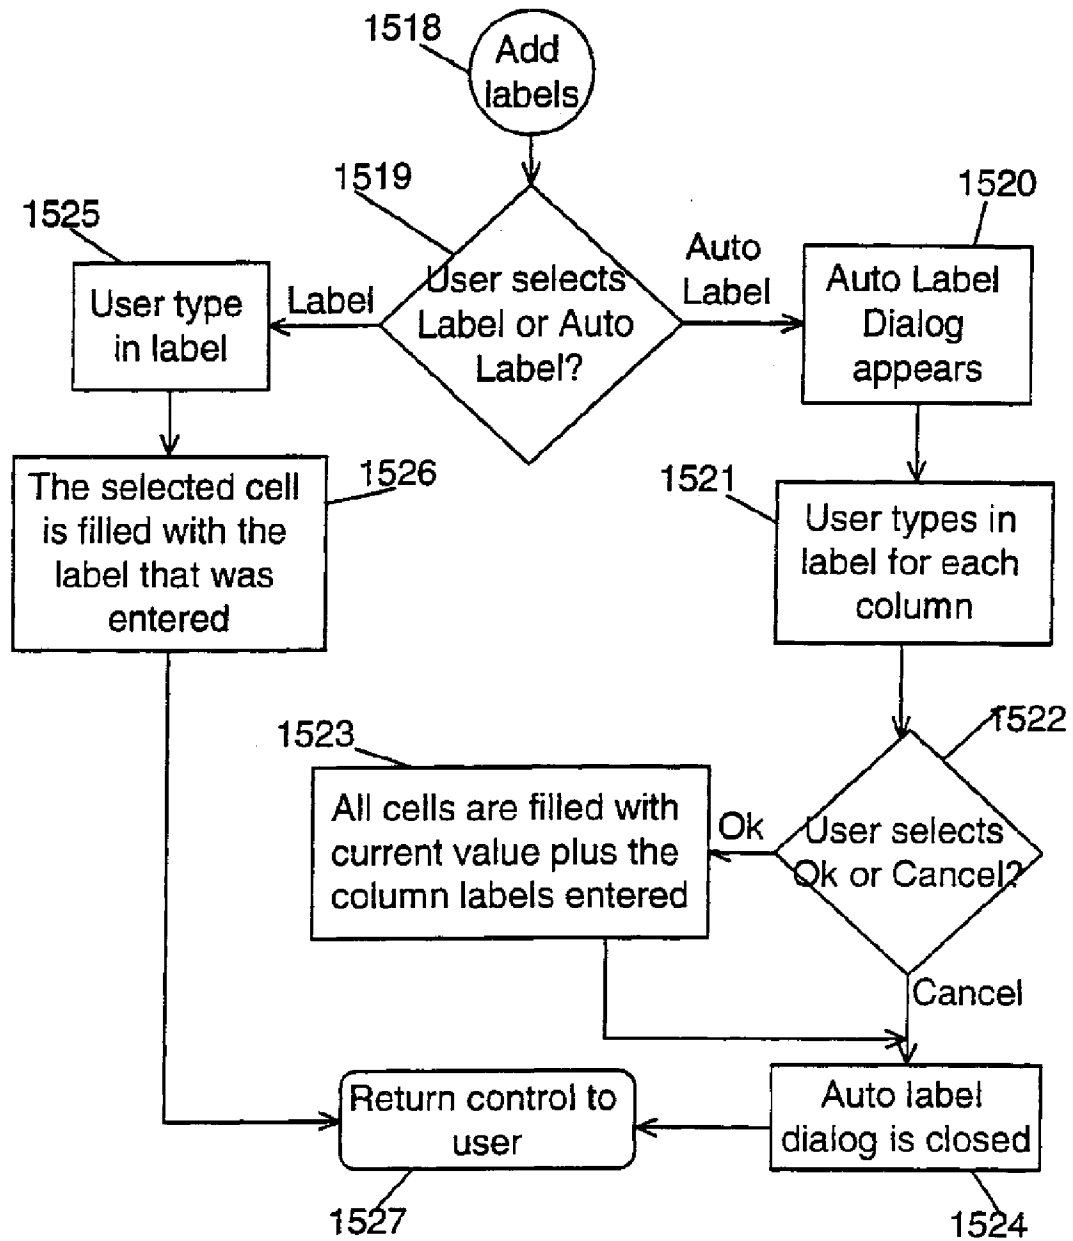 1518
Add
labels
1519
User selects
Label or Auto
Label?
Label
Auto
Label
1525
User type
in label
1526
The selected cell
is filled with the
label that was
entered
1520
Auto Label
Dialog
appears
1521
User types in
label for each
column
1522
User selects
Ok or Cancel?
Ok
Cancel
1523
All cells are filled with
current value plus the
column labels entered
Auto label
dialog is closed
1524
Return control to
user
1527